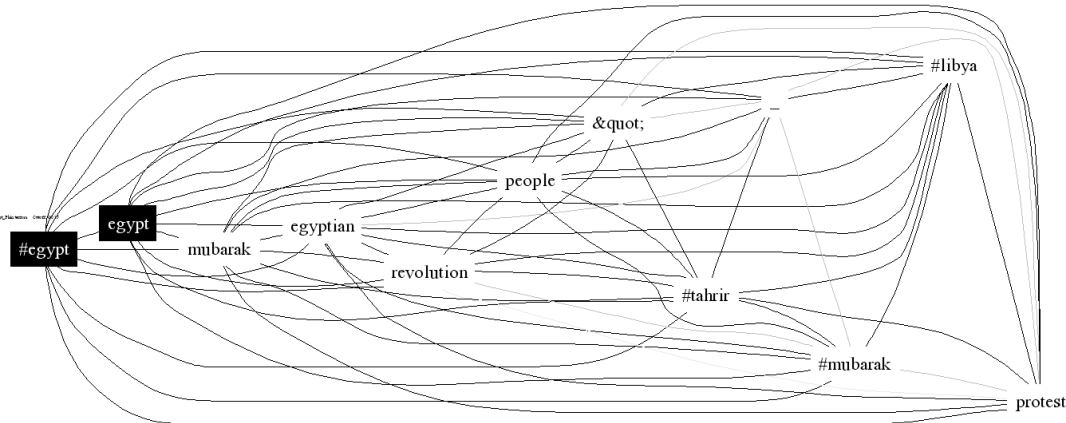 #libya
_
&quot;
people
egypt
egyptian
#egypt
mubarak
revolution
#tahrir
#mubarak
protest